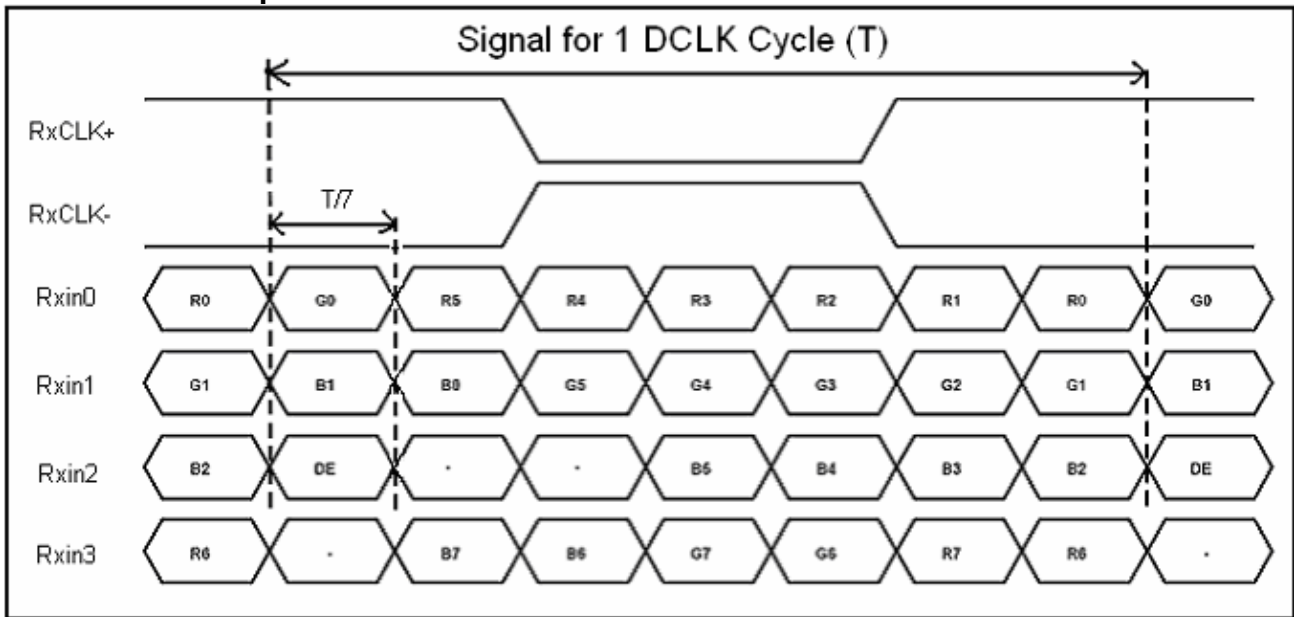 Signal for 1 DCLK Cycle (T)
RxCLK+
T/7
RxCLK-
Rxin0 R0 G0 R5 R4 R3 R2 R1 R0 G0
Rxin1 G1 B1 B0 G5 G4 G3 G2 G1 B1
Rxin2 B2 DE - - B5 B4 B3 B2 DE
Rxin3 R6 - B7 B6 G7 G6 R7 R6 -